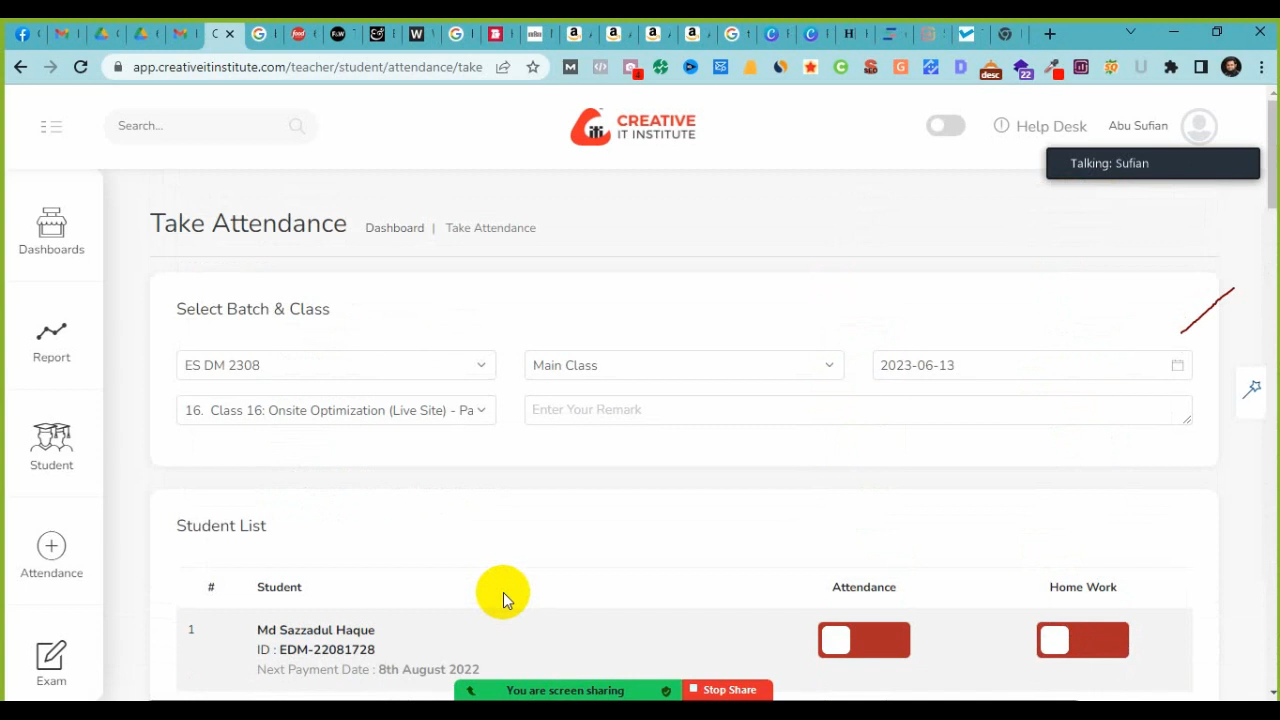 app.creativeitinstitute.com/teacher/student/attendance/take
4
desc
22
Search...
CREATIVE
IT INSTITUTE
Help Desk
Abu Sufian
Talking: Sufian
Dashboards
Report
Student
Attendance
Exam
Take Attendance
Dashboard | Take Attendance
Select Batch & Class
ES DM 2308
Main Class
2023-06-13
16. Class 16: Onsite Optimization (Live Site) - Pa
Enter Your Remark
Student List
# Student Attendance Home Work
1
Md Sazzadul Haque
ID : EDM-22081728
Next Payment Date : 8th August 2022
You are screen sharing
Stop Share